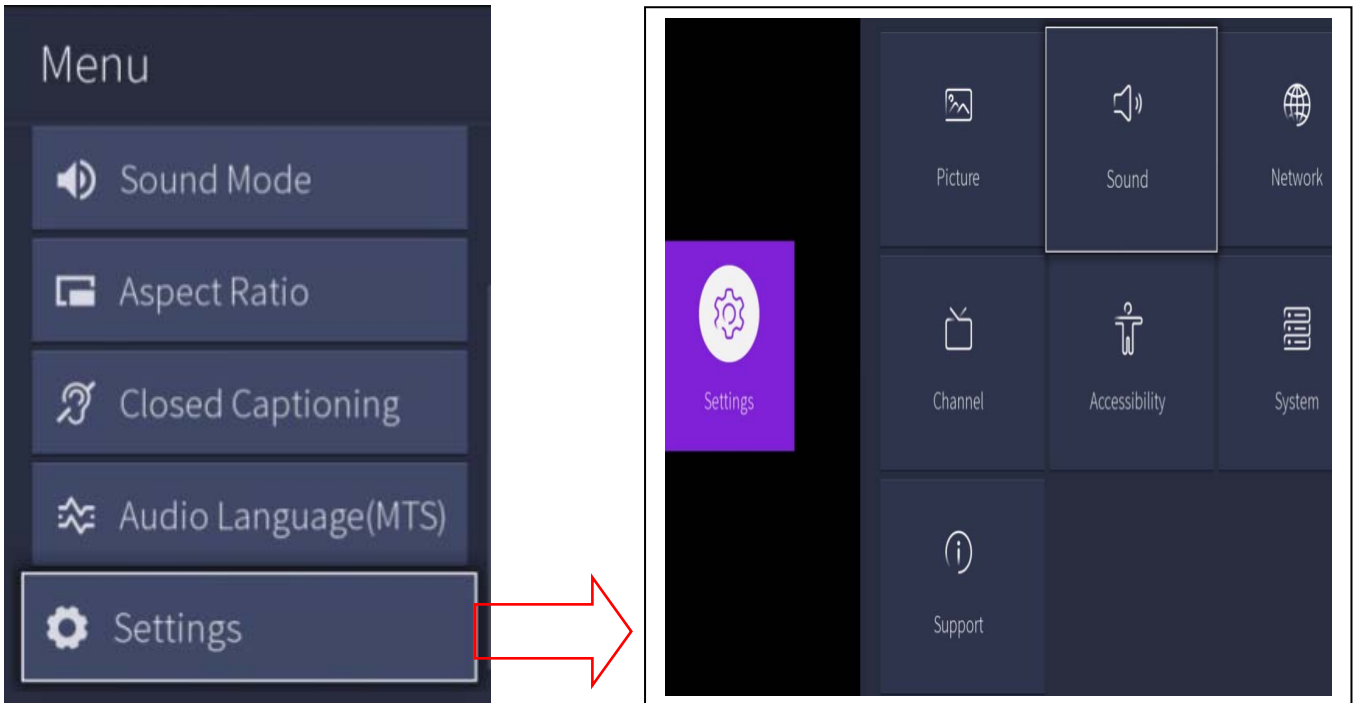 Menu
Sound Mode
Aspect Ratio
Closed Captioning
Audio Language(MTS)
Settings
Settings
Picture
Sound
Network
Channel
Accessibility
System
Support